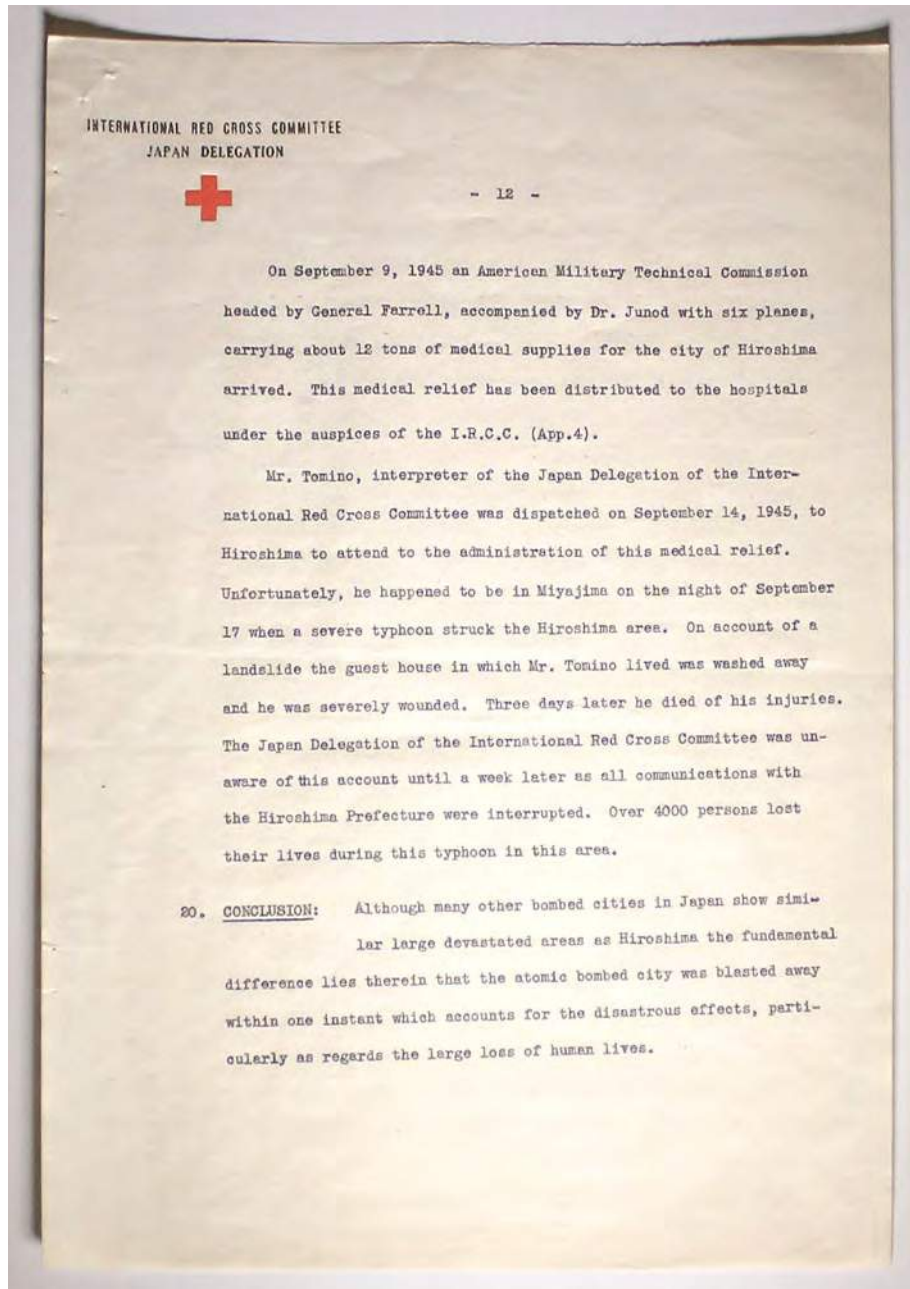 INTERNATIONAL RED CROSS COMMITTEE
JAPAN DELEGATION
- 12 -
On September 9, 1945 an American Military Technical Commission
headed by General Farrell, accompanied by Dr. Junod with six planes,
carrying about 12 tons of medical supplies for the city of Hiroshima
arrived. This medical relief has been distributed to the hospitals
under the auspices of the I.R.C.C. (App.4).
Mr. Tomino, interpreter of the Japan Delegation of the Inter-
national Red Cross Committee was dispatched on September 14, 1945, to
Hiroshima to attend to the administration of this medical relief.
Unfortunately, he happened to be in Miyajima on the night of September
17 when a severe typhoon struck the Hiroshima area. On account of a
landslide the guest house in which Mr. Tomino lived was washed away
and he was severely wounded. Three days later he died of his injuries.
The Japan Delegation of the International Red Cross Committee was un-
aware of this account until a week later as all communications with
the Hiroshima Prefecture were interrupted. Over 4000 persons lost
their lives during this typhoon in this area.
20. CONCLUSION: Although many other bombed cities in Japan show simi-
lar large devastated areas as Hiroshima the fundamental
difference lies therein that the atomic bombed city was blasted away
within one instant which accounts for the disastrous effects, parti-
cularly as regards the large loss of human lives.